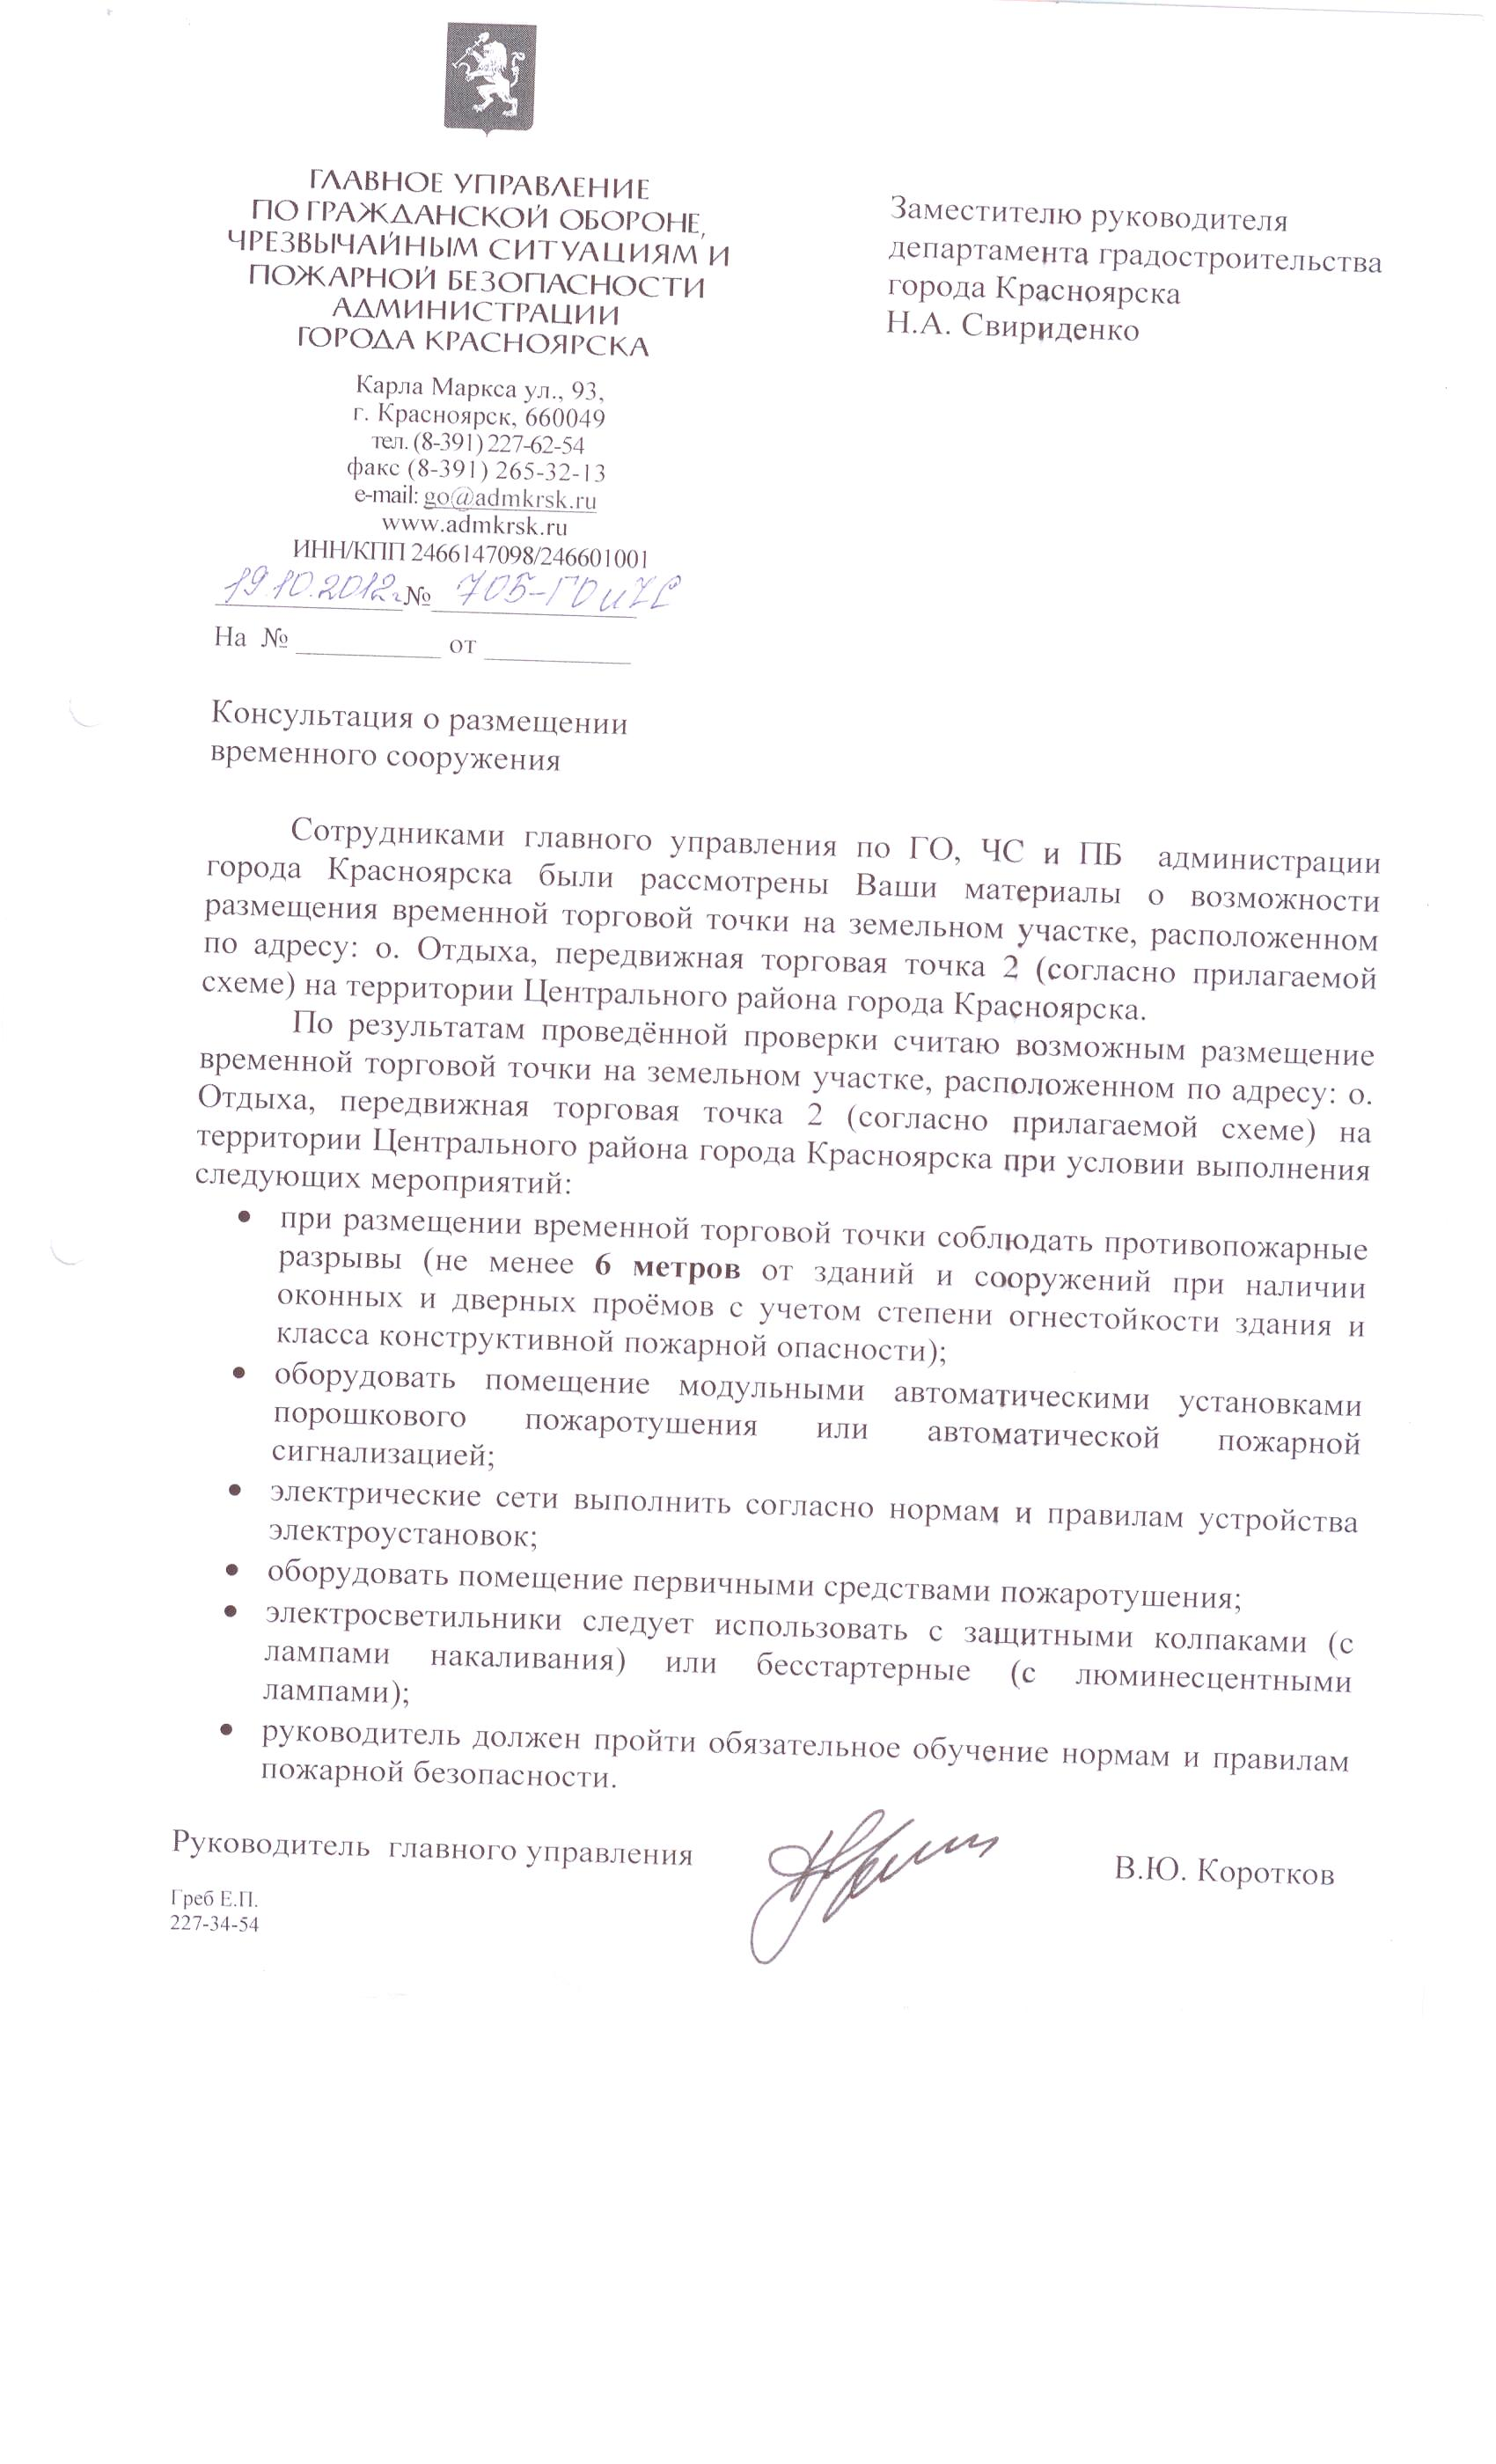 ГЛАВНОЕ УПРАВЛЕНИЕ
ПО ГРАЖДАНСКОЙ ОБОРОНЕ,
ЧРЕЗВЫЧАЙНЫМ СИТУАЦИЯМ И
ПОЖАРНОЙ БЕЗОПАСНОСТИ
АДМИНИСТРАЦИИ
ГОРОДА КРАСНОЯРСКА
Карла Маркса ул., 93,
г. Красноярск, 660049
тел. (8-391) 227-62-54
факс (8-391) 265-32-13
e-mail: go@admkrsk.ru
www.admkrsk.ru
ИНН/КПП 2466147098/246601001
19.10.2012г № 705-ГОиЧС
На № __________ от __________
Заместителю руководителя
департамента градостроительства
города Красноярска
Н.А. Свириденко
Консультация о размещении
временного сооружения
Сотрудниками главного управления по ГО, ЧС и ПБ администрации
города Красноярска были рассмотрены Ваши материалы о возможности
размещения временной торговой точки на земельном участке, расположенном
по адресу: о. Отдыха, передвижная торговая точка 2 (согласно прилагаемой
схеме) на территории Центрального района города Красноярска.
По результатам проведённой проверки считаю возможным размещение
временной торговой точки на земельном участке, расположенном по адресу: о.
Отдыха, передвижная торговая точка 2 (согласно прилагаемой схеме) на
территории Центрального района города Красноярска при условии выполнения
следующих мероприятий:
• при размещении временной торговой точки соблюдать противопожарные
разрывы (не менее 6 метров от зданий и сооружений при наличии
оконных и дверных проёмов с учетом степени огнестойкости здания и
класса конструктивной пожарной опасности);
• оборудовать помещение модульными автоматическими установками
порошкового пожаротушения или автоматической пожарной
сигнализацией;
• электрические сети выполнить согласно нормам и правилам устройства
электроустановок;
• оборудовать помещение первичными средствами пожаротушения;
• электросветильники следует использовать с защитными колпаками (с
лампами накаливания) или бесстартерные (с люминесцентными
лампами);
• руководитель должен пройти обязательное обучение нормам и правилам
пожарной безопасности.
Руководитель главного управления
В.Ю. Коротков
Греб Е.П.
227-34-54